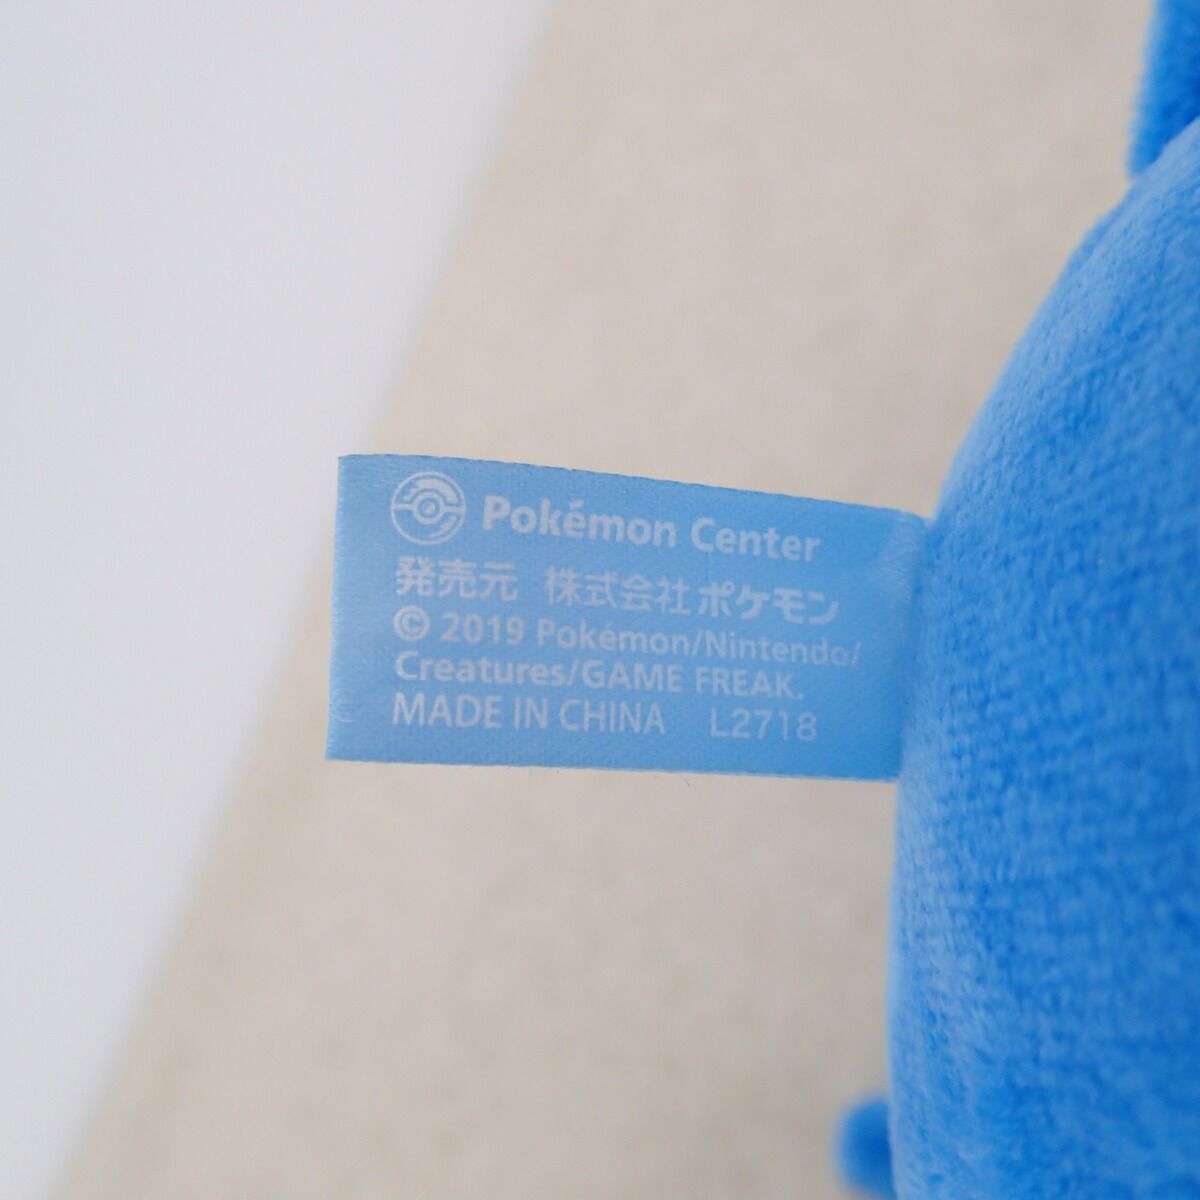 Pokémon Center
発売元 株式会社ポケモン
© 2019 Pokémon/Nintendo/
Creatures/GAME FREAK.
MADE IN CHINA L2718